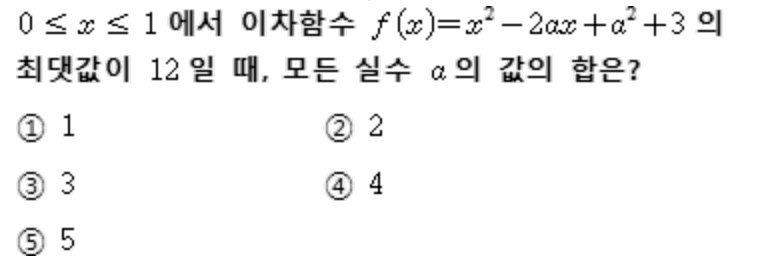 0 ≤ x ≤ 1 에서 이차함수 f(x)=x²−2ax+a²+3 의
최댓값이 12 일 때, 모든 실수 a 의 값의 합은?
① 1 ② 2
③ 3 ④ 4
⑤ 5